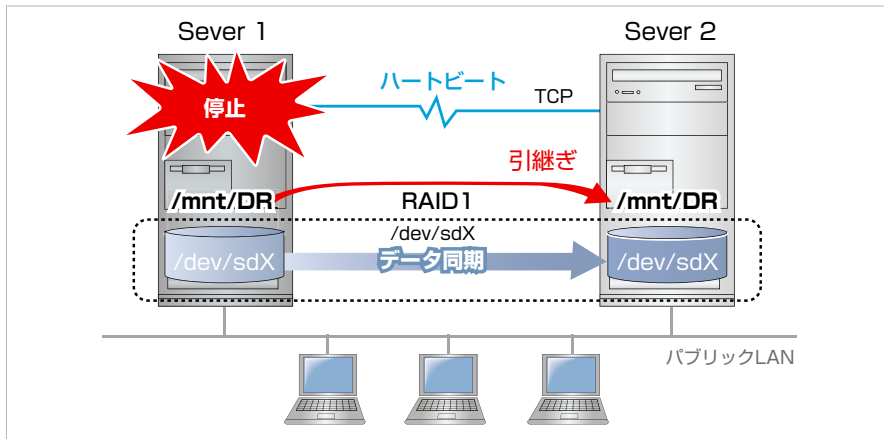 Sever 1
Sever 2
ハートビート
TCP
停止
引継ぎ
/mnt/DR
RAID1
/mnt/DR
/dev/sdX
/dev/sdX
データ同期
/dev/sdX
パブリックLAN